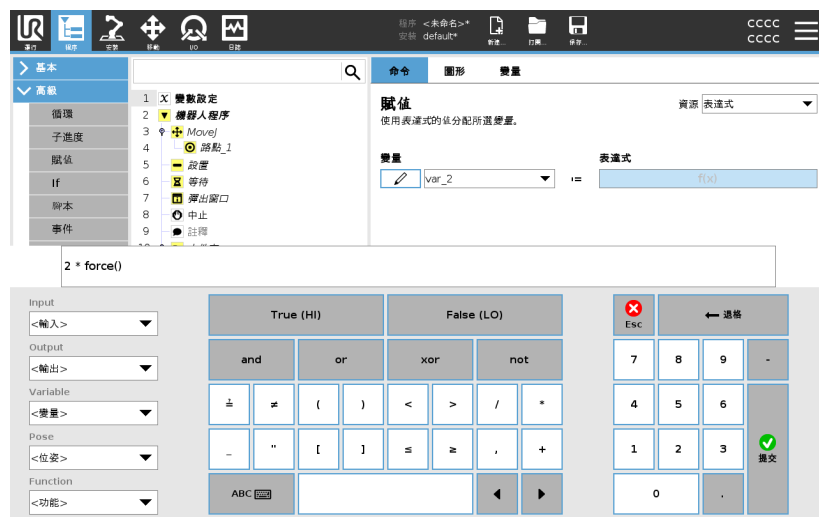 UR
運行
程序
安裝
移動
I/O
日誌
程序 <未命名>*
安裝 default*
新建...
打開...
保存...
CCCC
CCCC
基本
高級
循環
子進度
賦值
If
腳本
事件
1 X 變數設定
2 機器人程序
3 MoveJ
4 路點_1
5 設置
6 等待
7 彈出窗口
8 中止
9 註釋
命令 圖形 變量
賦值
資源 表達式
使用表達式的值分配所選變量。
變量 表達式
var_2 := f(x)
2 * force()
Input
<輸入>
Output
<輸出>
Variable
<變量>
Pose
<位姿>
Function
<功能>
True (HI) False (LO)
and or xor not
≟ ≠ ( ) < > / *
_ " [ ] ≤ ≥ , +
ABC
Esc 退格
7 8 9 -
4 5 6
1 2 3 提交
0 .